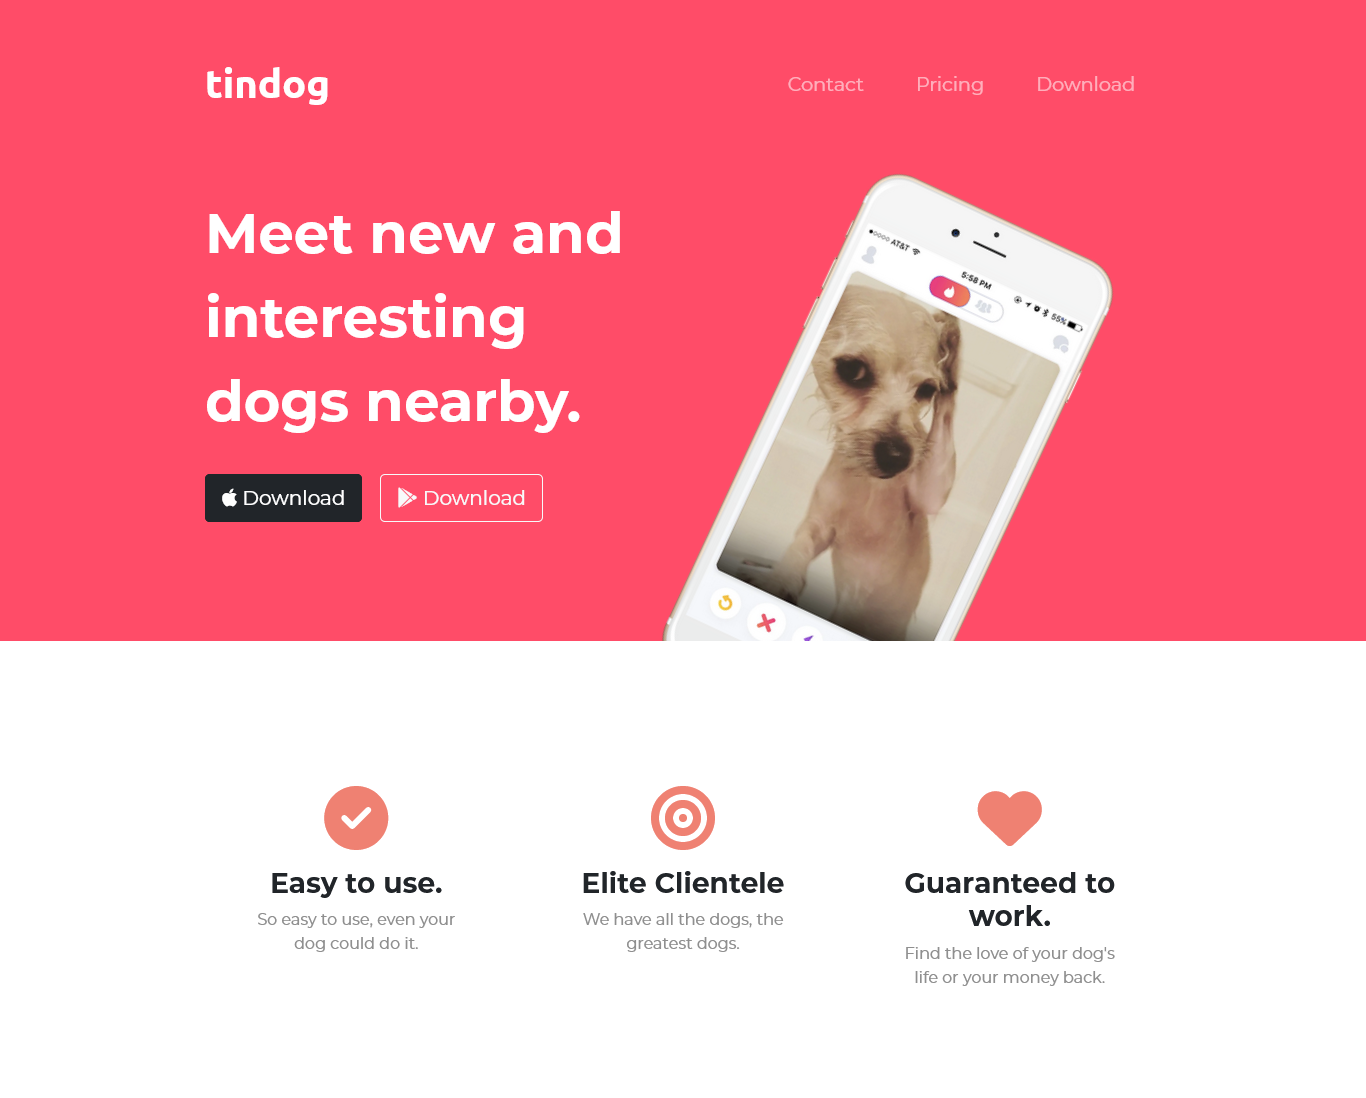 tindog
Contact Pricing Download
Meet new and
interesting
dogs nearby.
AT&T
5:58 PM
55%
Download Download
Easy to use.
So easy to use, even your
dog could do it.
Elite Clientele
We have all the dogs, the
greatest dogs.
Guaranteed to
work.
Find the love of your dog's
life or your money back.